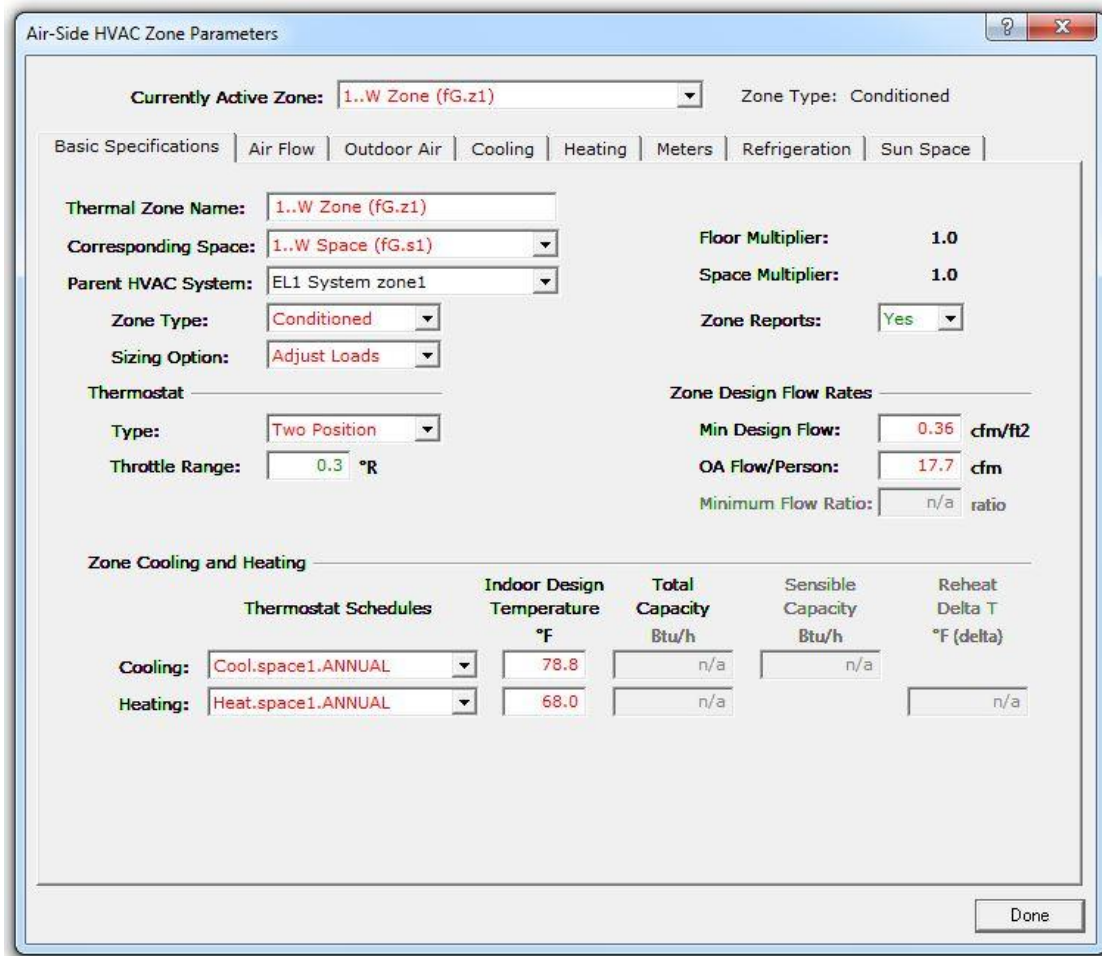 Air-Side HVAC Zone Parameters
?
X
Currently Active Zone: 1..W Zone (fG.z1) Zone Type: Conditioned
Basic Specifications Air Flow Outdoor Air Cooling Heating Meters Refrigeration Sun Space
Thermal Zone Name: 1..W Zone (fG.z1)
Corresponding Space: 1..W Space (fG.s1) Floor Multiplier: 1.0
Parent HVAC System: EL1 System zone1 Space Multiplier: 1.0
Zone Type: Conditioned Zone Reports: Yes
Sizing Option: Adjust Loads
Thermostat Zone Design Flow Rates
Type: Two Position Min Design Flow: 0.36 cfm/ft2
Throttle Range: 0.3 °R OA Flow/Person: 17.7 cfm
Minimum Flow Ratio: n/a ratio
Zone Cooling and Heating
Indoor Design Total Sensible Reheat
Thermostat Schedules Temperature Capacity Capacity Delta T
°F Btu/h Btu/h °F (delta)
Cooling: Cool.space1.ANNUAL 78.8 n/a n/a
Heating: Heat.space1.ANNUAL 68.0 n/a n/a
Done